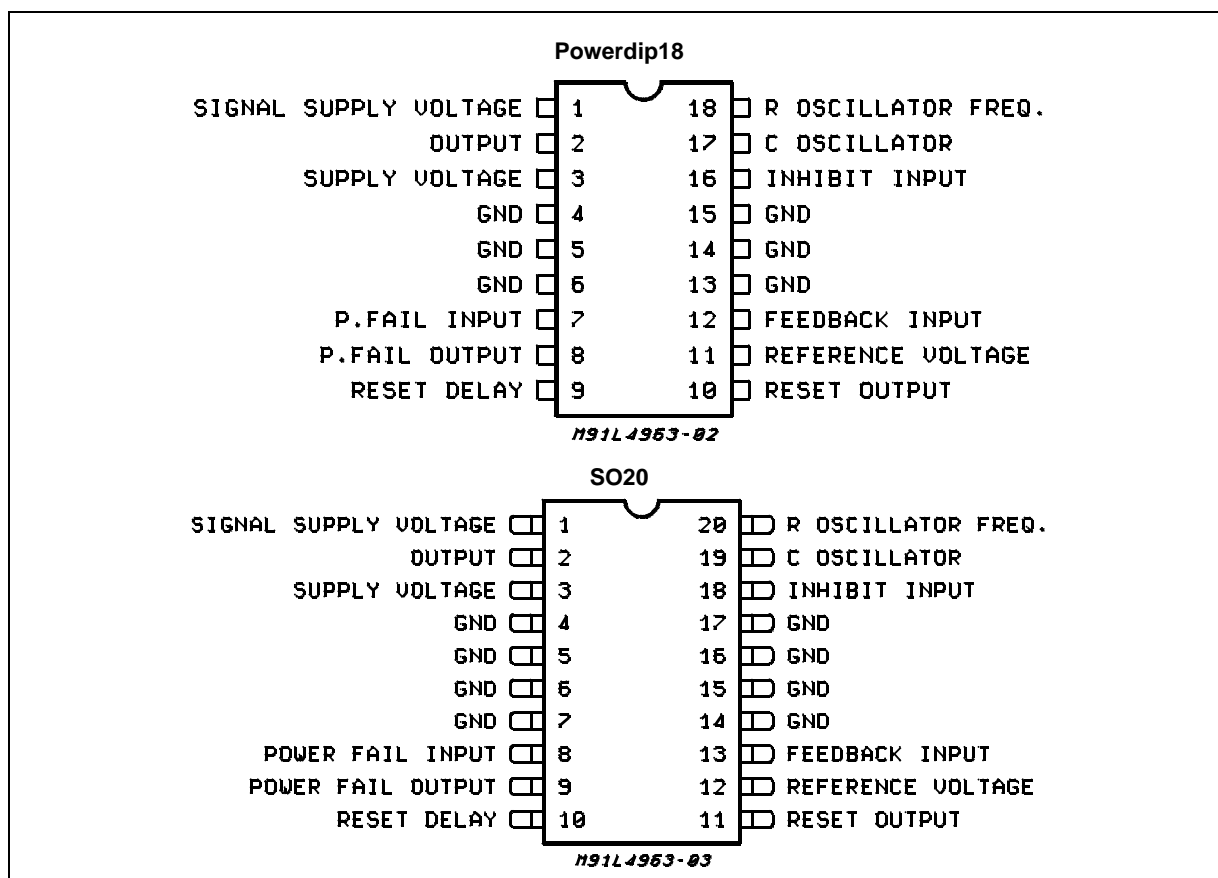 Powerdip18
SIGNAL SUPPLY VOLTAGE 1 18 R OSCILLATOR FREQ.
OUTPUT 2 17 C OSCILLATOR
SUPPLY VOLTAGE 3 16 INHIBIT INPUT
GND 4 15 GND
GND 5 14 GND
GND 6 13 GND
P.FAIL INPUT 7 12 FEEDBACK INPUT
P.FAIL OUTPUT 8 11 REFERENCE VOLTAGE
RESET DELAY 9 10 RESET OUTPUT
M91L4963-02
SO20
SIGNAL SUPPLY VOLTAGE 1 20 R OSCILLATOR FREQ.
OUTPUT 2 19 C OSCILLATOR
SUPPLY VOLTAGE 3 18 INHIBIT INPUT
GND 4 17 GND
GND 5 16 GND
GND 6 15 GND
GND 7 14 GND
POWER FAIL INPUT 8 13 FEEDBACK INPUT
POWER FAIL OUTPUT 9 12 REFERENCE VOLTAGE
RESET DELAY 10 11 RESET OUTPUT
M91L4963-03